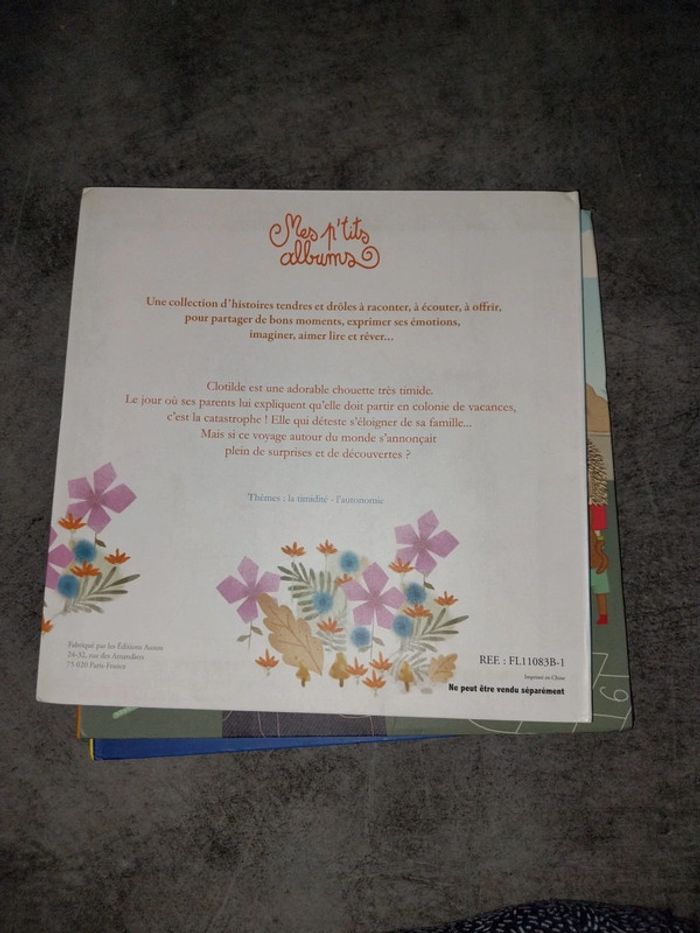 Mes p'tits
albums
Une collection d'histoires tendres et drôles à raconter, à écouter, à offrir,
pour partager de bons moments, exprimer ses émotions,
imaginer, aimer lire et rêver...
Clotilde est une adorable chouette très timide.
Le jour où ses parents lui expliquent qu'elle doit partir en colonie de vacances,
c'est la catastrophe ! Elle qui déteste s'éloigner de sa famille...
Mais si ce voyage autour du monde s'annonçait
plein de surprises et de découvertes ?
Thèmes : la timidité - l'autonomie
Fabriqué par les Éditions Auzou
24-32, rue des Amandiers
75 020 Paris-France
REF. : FL11083B-1
Imprimé en Chine
Ne peut être vendu séparément